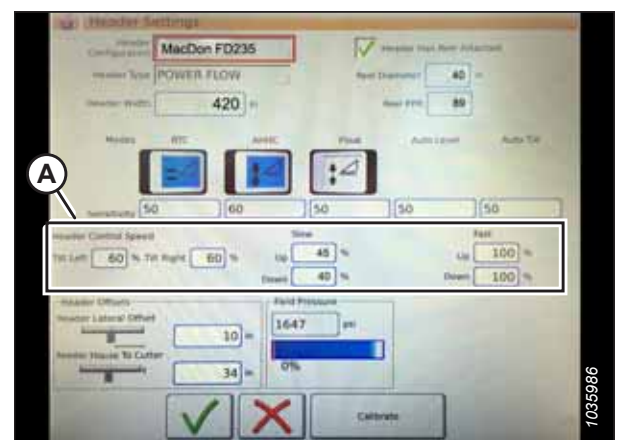 Header Settings
Header Configuration MacDon FD235 Header Has Reel Attached
Header Type POWER FLOW Reel Diameter 40 in
Header Width 420 in Reel PPR 89
Modes RTC AHHC Float Auto Level Auto Tilt
A
Sensitivity 50 60 50 50 50
Header Control Speed Slow Fast
Tilt Left 60 % Tilt Right 60 % Up 45 % Up 100 %
Down 40 % Down 100 %
Header Offsets Field Pressure
Header Lateral Offset 1647 psi
10 in
Feeder House To Cutter
34 in 0%
Calibrate
1035986